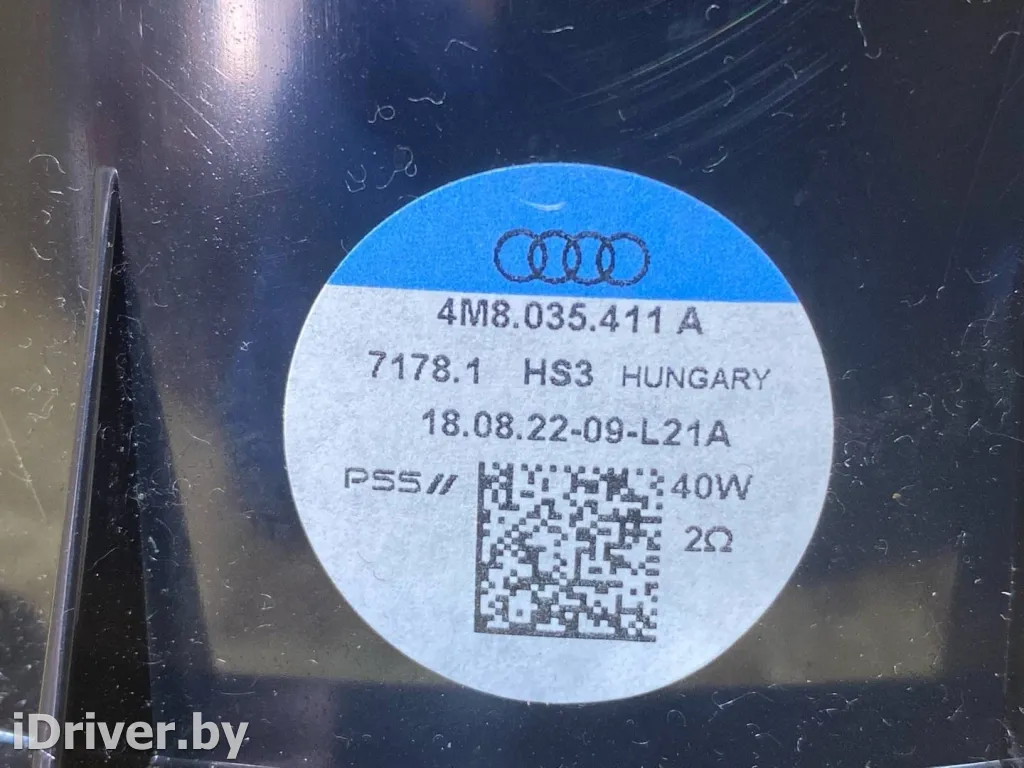 4M8.035.411 A
7178.1 HS3 HUNGARY
18.08.22-09-L21A
PSS// 40W
2Ω
iDriver.by